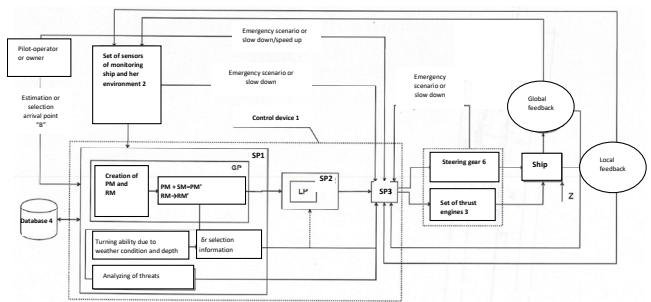 Pilot-operator
or owner
Set of sensors
of monitoring
ship and her
environment 2
Emergency scenario or
slow down/speed up
Emergency scenario or
slow down
Emergency
scenario or
slow down
Global
feedback
Local
feedback
Estimation or
selection
arrival point
"B"
Control device 1
SP1
GP
Creation of
PM and
RM
PM + SM=PM'
RM→RM'
SP2
LP
SP3
Steering gear 6
Set of thrust
engines 3
Ship
Z
Database 4
Turning ability due to
weather condition and depth
δr selection
information
Analyzing of threats